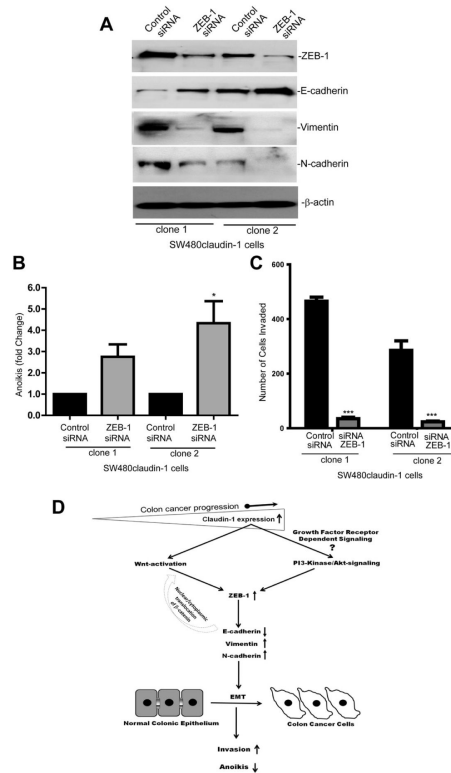 A
Control siRNA
ZEB-1 siRNA
Control siRNA
ZEB-1 siRNA
-ZEB-1
-E-cadherin
-Vimentin
-N-cadherin
-β-actin
clone 1
clone 2
SW480claudin-1 cells
B
Anoikis (fold Change)
6.0
5.0
4.0
3.0
2.0
1.0
0.0
*
Control siRNA
ZEB-1 siRNA
Control siRNA
ZEB-1 siRNA
clone 1
clone 2
SW480claudin-1 cells
C
Number of Cells Invaded
600
400
200
0
***
***
Control siRNA
siRNA ZEB-1
Control siRNA
siRNA ZEB-1
clone 1
clone 2
SW480claudin-1 cells
D
Colon cancer progression
Claudin-1 expression ↑
Growth Factor Receptor
Dependent Signaling
?
Wnt-activation
PI3-Kinase/Akt-signaling
ZEB-1 ↑
Nuclear/cytoplasmic
translocation
of β-catenin
E-cadherin ↓
Vimentin ↑
N-cadherin ↑
EMT
Normal Colonic Epithelium
Colon Cancer Cells
Invasion ↑
Anoikis ↓